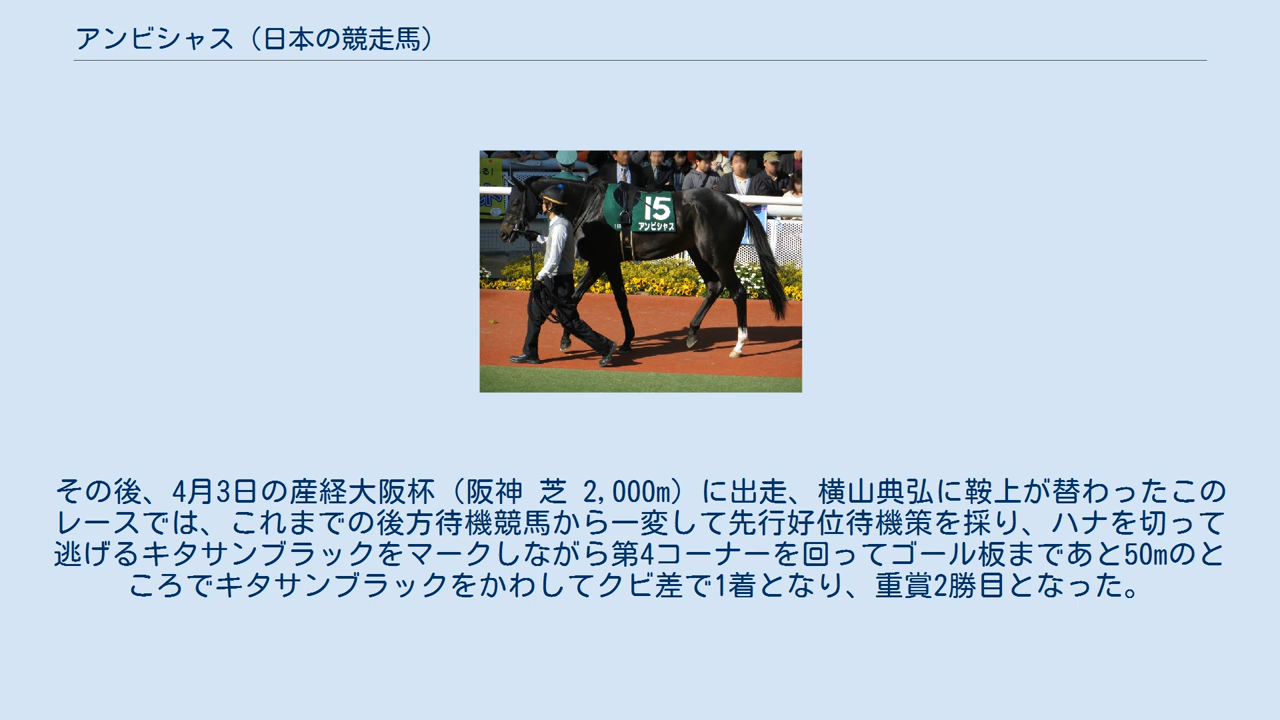 アンビシャス（日本の競走馬）
15
アンビシャス
その後、4月3日の産経大阪杯（阪神 芝 2,000m）に出走、横山典弘に鞍上が替わったこの
レースでは、これまでの後方待機競馬から一変して先行好位待機策を採り、ハナを切って
逃げるキタサンブラックをマークしながら第4コーナーを回ってゴール板まであと50mのと
ころでキタサンブラックをかわしてクビ差で1着となり、重賞2勝目となった。